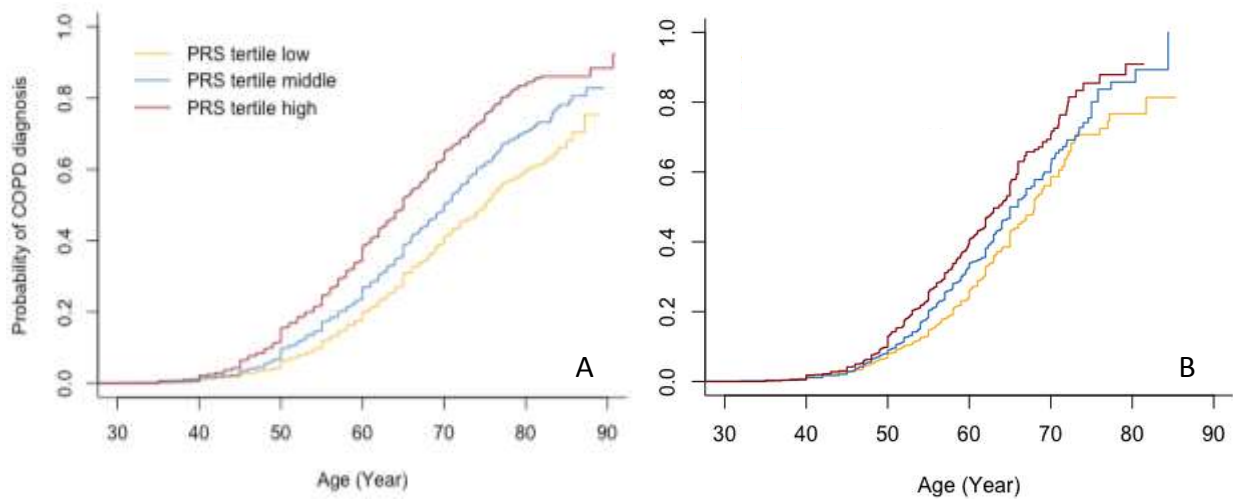 Probability of COPD diagnosis
1.0
0.8
0.6
0.4
0.2
0.0
PRS tertile low
PRS tertile middle
PRS tertile high
A
30 40 50 60 70 80 90
Age (Year)
1.0
0.8
0.6
0.4
0.2
0.0
B
30 40 50 60 70 80 90
Age (Year)